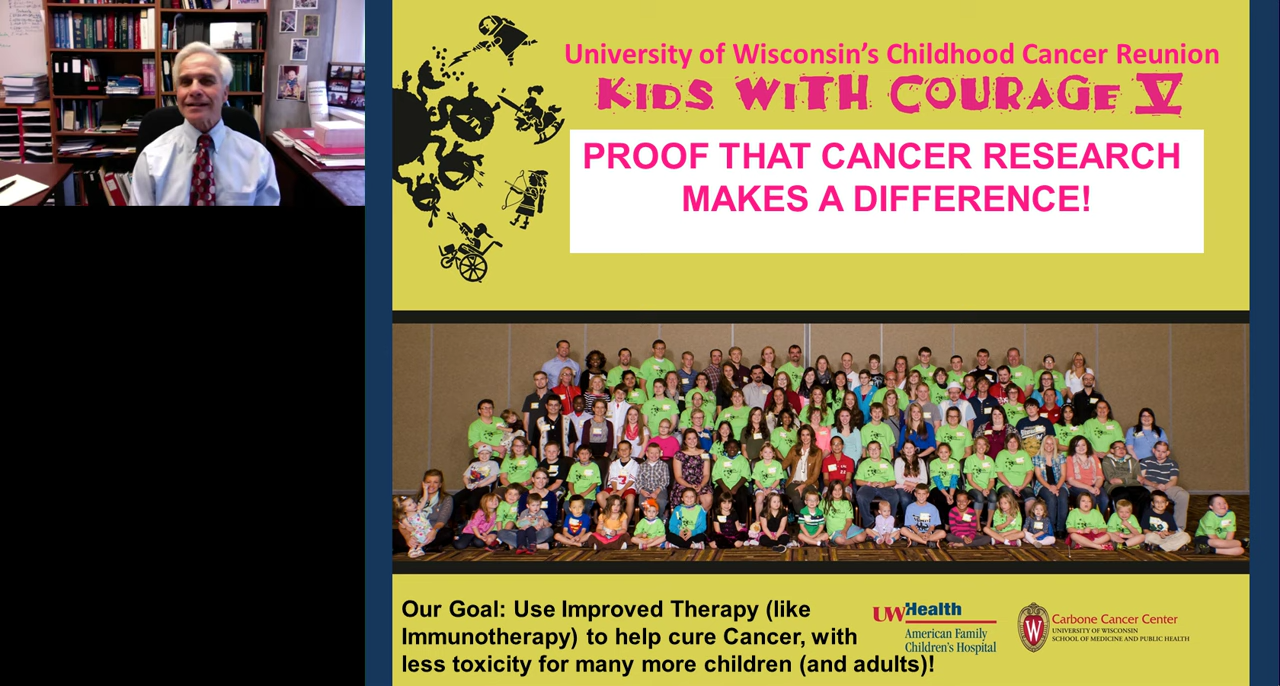 University of Wisconsin’s Childhood Cancer Reunion
KIDS WITH COURAGE V
PROOF THAT CANCER RESEARCH
MAKES A DIFFERENCE!
Our Goal: Use Improved Therapy (like
Immunotherapy) to help cure Cancer, with
less toxicity for many more children (and adults)!
UWHealth
American Family
Children's Hospital
W
Carbone Cancer Center
UNIVERSITY OF WISCONSIN
SCHOOL OF MEDICINE AND PUBLIC HEALTH